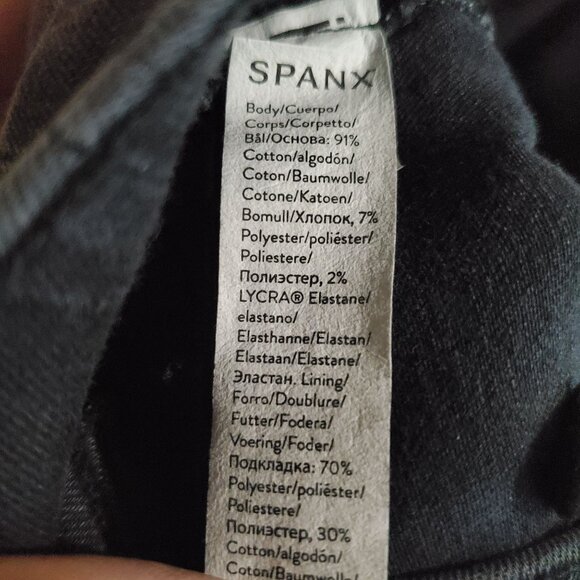 SPANX
Body/Cuerpo/
Corps/Corpetto/
Bål/Основа: 91%
Cotton/algodón/
Coton/Baumwolle/
Cotone/Katoen/
Bomull/Хлопок, 7%
Polyester/poliéster/
Poliestere/
Полиэстер, 2%
LYCRA® Elastane/
elastano/
Elasthanne/Elastan/
Elastaan/Elastane/
Эластан. Lining/
Forro/Doublure/
Futter/Fodera/
Voering/Foder/
Подкладка: 70%
Polyester/poliéster/
Poliestere/
Полиэстер, 30%
Cotton/algodón/
Coton/Baumwolle/